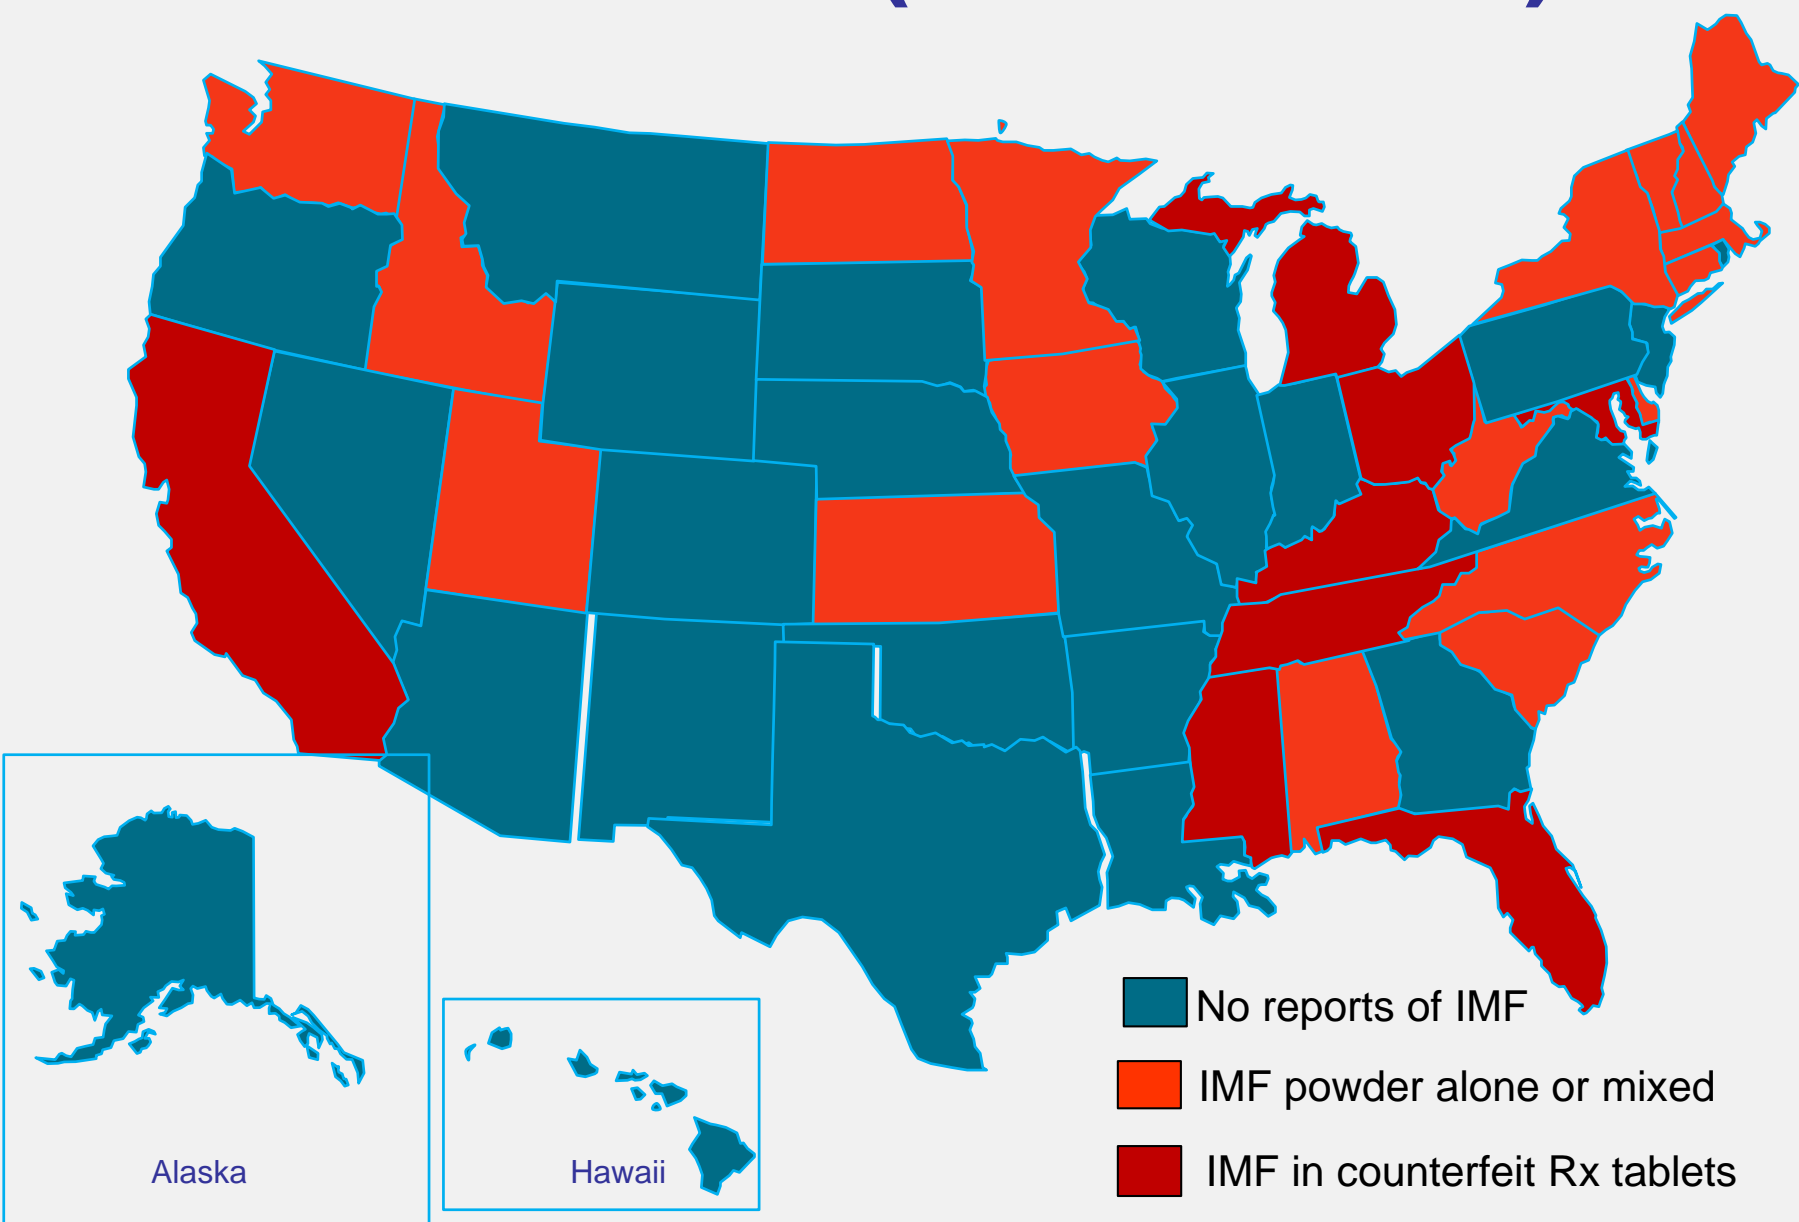 No reports of IMF
IMF powder alone or mixed
IMF in counterfeit Rx tablets
Alaska
Hawaii